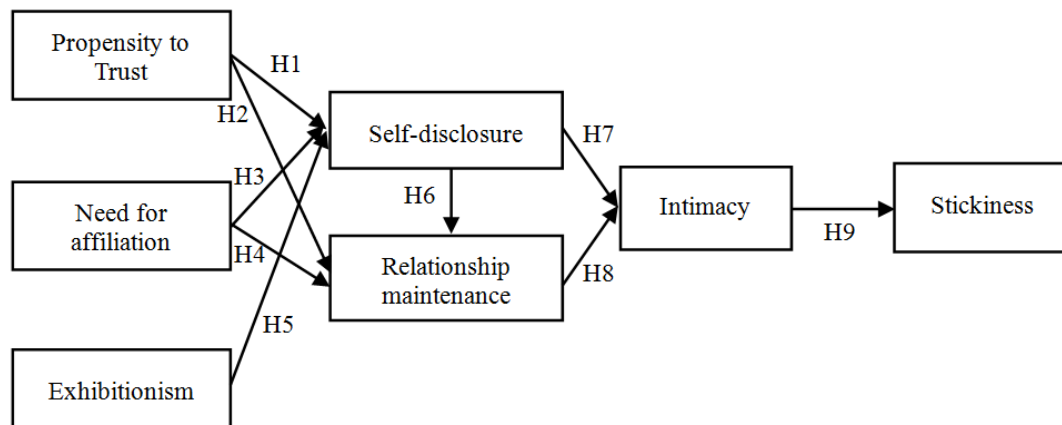 Propensity to
Trust
H1
H2
Self-disclosure
H7
H3
H6
Need for
affiliation
Intimacy
Stickiness
H9
H4
Relationship
maintenance
H8
H5
Exhibitionism